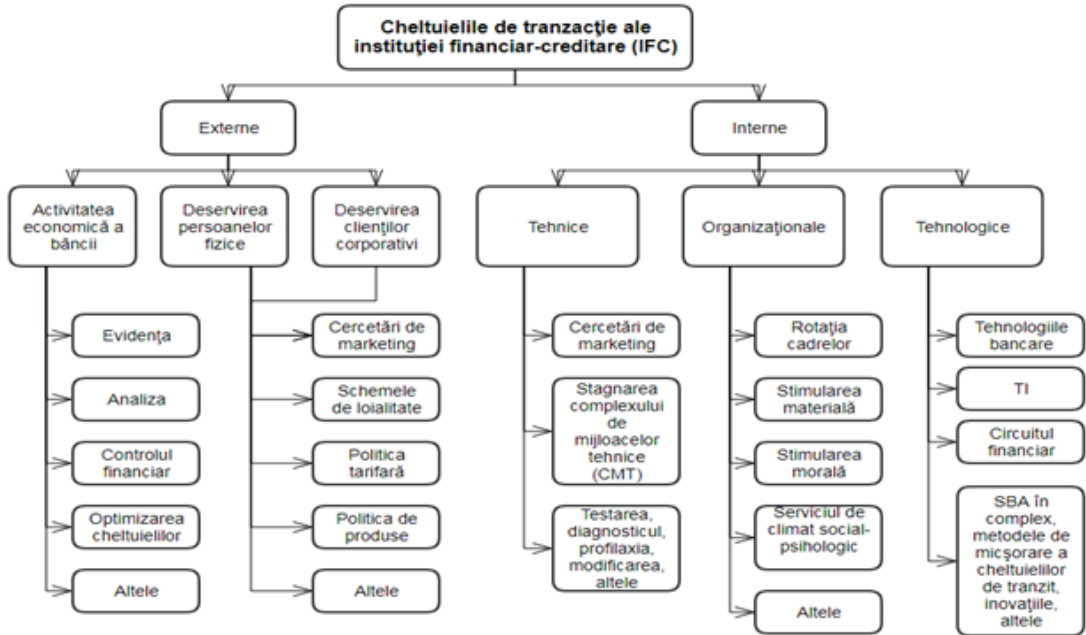 Cheltuielile de tranzacţie ale
instituţiei financiar-creditare (IFC)
Externe
Interne
Activitatea
economică a
băncii
Deservirea
persoanelor
fizice
Deservirea
clienţilor
corporativi
Tehnice
Organizaţionale
Tehnologice
Evidenţa
Analiza
Controlul
financiar
Optimizarea
cheltuielilor
Altele
Cercetări de
marketing
Schemele
de loialitate
Politica
tarifară
Politica de
produse
Altele
Cercetări de
marketing
Stagnarea
complexului
de
mijloacelor
tehnice
(CMT)
Testarea,
diagnosticul,
profilaxia,
modificarea,
altele
Rotaţia
cadrelor
Stimularea
materială
Stimularea
morală
Serviciul de
climat social-
psihologic
Altele
Tehnologiile
bancare
TI
Circuitul
financiar
SBA în
complex,
metodele de
micşorare a
cheltuielilor
de tranzit,
inovaţiile,
altele